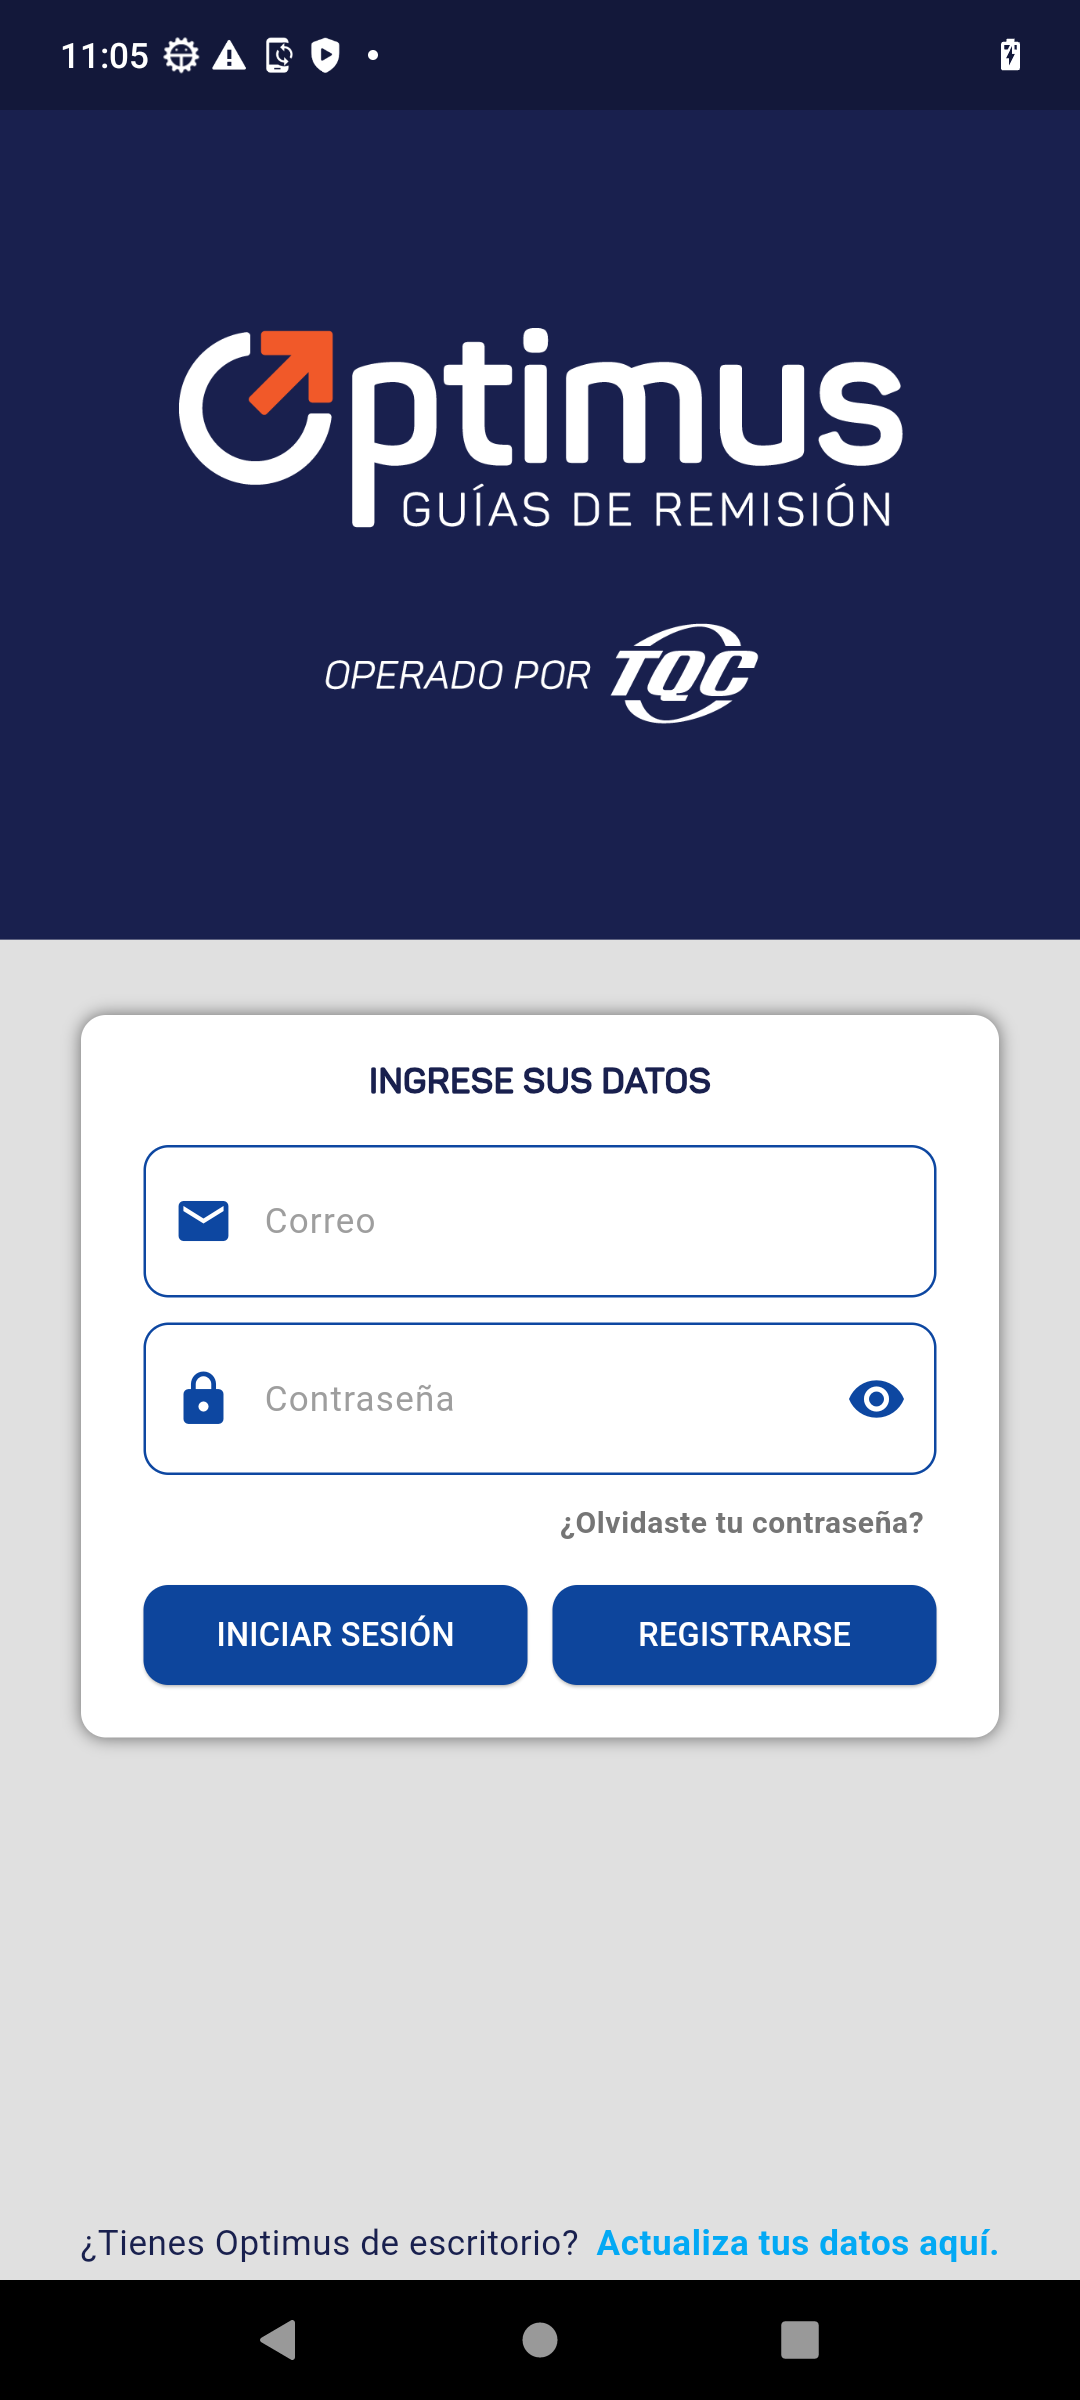 11:05
Optimus
GUÍAS DE REMISIÓN
OPERADO POR TQC
INGRESE SUS DATOS
Correo
Contraseña
¿Olvidaste tu contraseña?
INICIAR SESIÓN REGISTRARSE
¿Tienes Optimus de escritorio? Actualiza tus datos aquí.